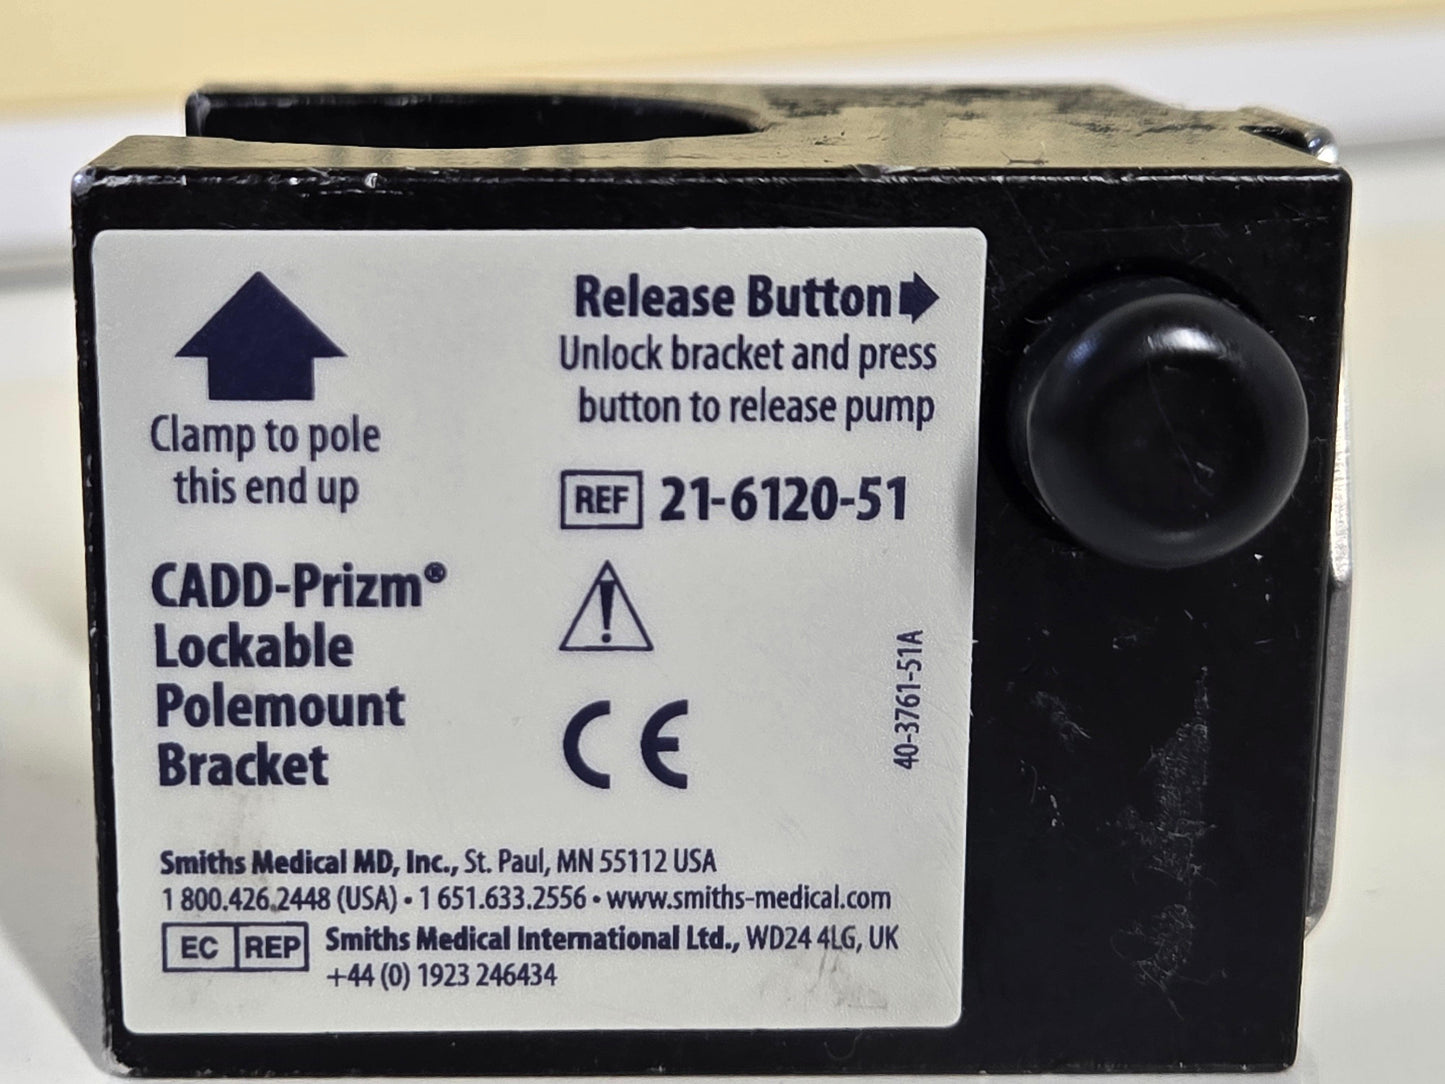 Clamp to pole
this end up
Release Button
Unlock bracket and press
button to release pump
REF 21-6120-51
CADD-Prizm®
Lockable
Polemount
Bracket
CE
40-3761-51A
Smiths Medical MD, Inc., St. Paul, MN 55112 USA
1 800.426.2448 (USA) • 1 651.633.2556 • www.smiths-medical.com
EC REP Smiths Medical International Ltd., WD24 4LG, UK
+44 (0) 1923 246434